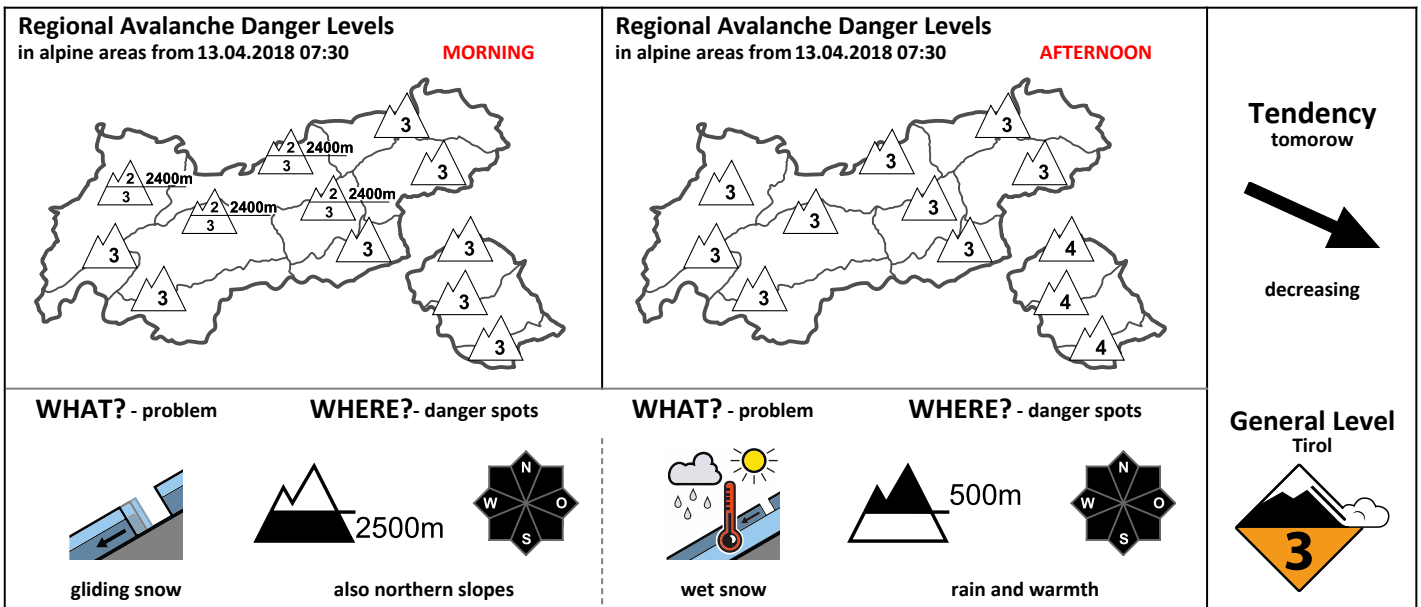 Regional Avalanche Danger Levels
in alpine areas from 13.04.2018 07:30 MORNING
3
2 2400m
3
3
2 2400m
3
2 2400m
3
2 2400m
3
3
3
3
3
3
3
Regional Avalanche Danger Levels
in alpine areas from 13.04.2018 07:30 AFTERNOON
3
3
3
3
3
3
3
3
3
4
4
4
Tendency
tomorow
decreasing
WHAT? - problem
WHERE? - danger spots
2500m
N
W O
S
gliding snow
also northern slopes
WHAT? - problem
WHERE? - danger spots
500m
N
W O
S
wet snow
rain and warmth
General Level
Tirol
3